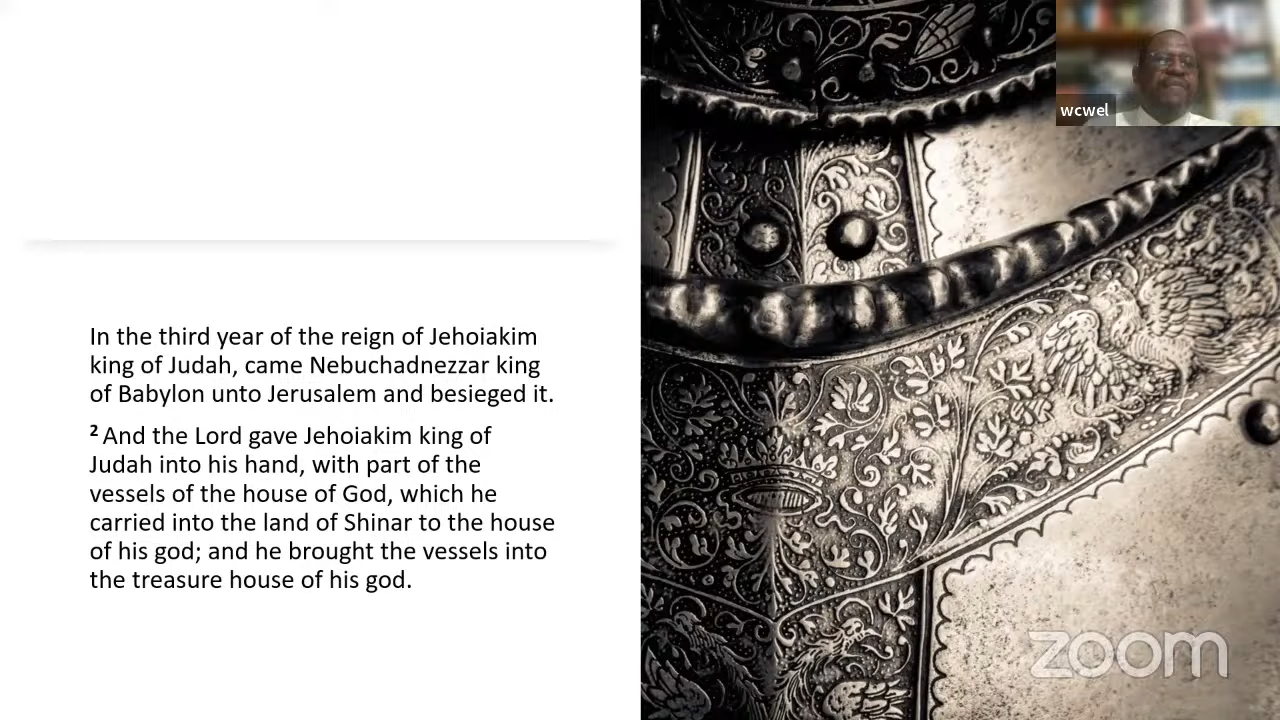 wcwel
In the third year of the reign of Jehoiakim
king of Judah, came Nebuchadnezzar king
of Babylon unto Jerusalem and besieged it.
2 And the Lord gave Jehoiakim king of
Judah into his hand, with part of the
vessels of the house of God, which he
carried into the land of Shinar to the house
of his god; and he brought the vessels into
the treasure house of his god.
zoom